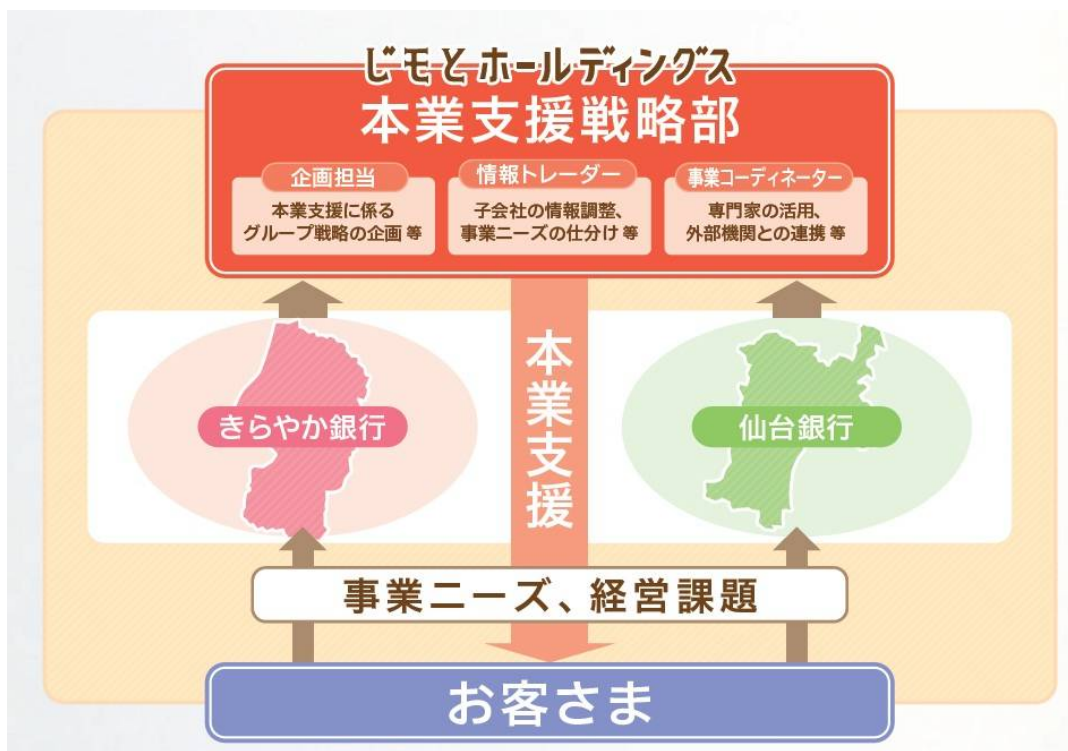 じモとホールディングス
本業支援戦略部
企画担当
本業支援に係る
グループ戦略の企画 等
情報トレーダー
子会社の情報調整、
事業ニーズの仕分け 等
事業コーディネーター
専門家の活用、
外部機関との連携 等
きらやか銀行
本業支援
仙台銀行
事業ニーズ、経営課題
お客さま